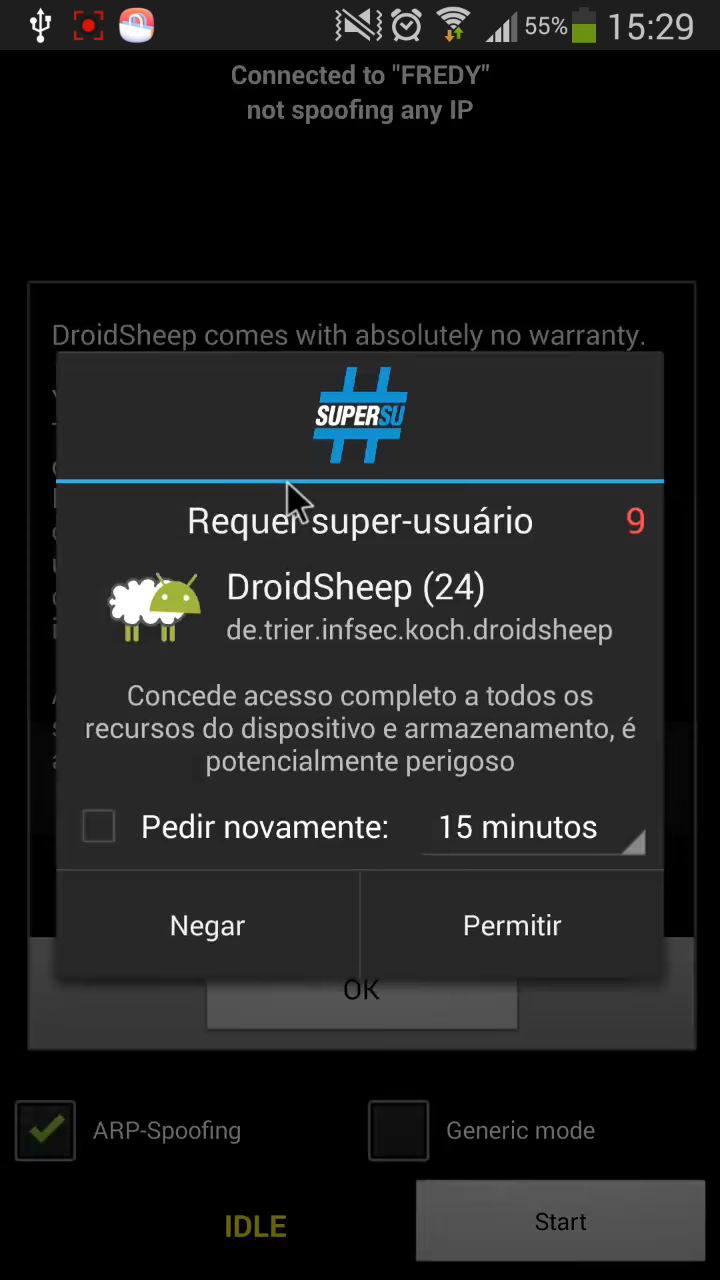 55% 15:29
Connected to "FREDY"
not spoofing any IP
DroidSheep comes with absolutely no warranty.
SUPERSU
Requer super-usuário 9
DroidSheep (24)
de.trier.infsec.koch.droidsheep
Concede acesso completo a todos os
recursos do dispositivo e armazenamento, é
potencialmente perigoso
Pedir novamente: 15 minutos
Negar Permitir
OK
ARP-Spoofing Generic mode
IDLE Start